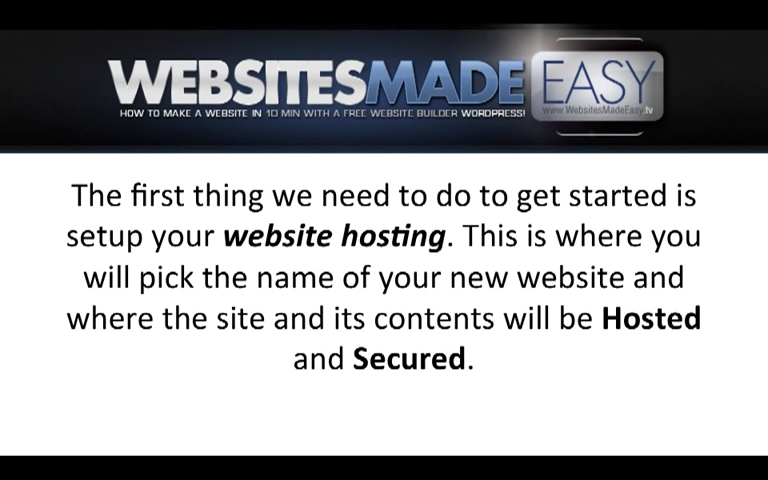 WEBSITESMADE EASY
HOW TO MAKE A WEBSITE IN 10 MIN WITH A FREE WEBSITE BUILDER WORDPRESS!
www.WebsitesMadeEasy.tv
The first thing we need to do to get started is
setup your website hosting. This is where you
will pick the name of your new website and
where the site and its contents will be Hosted
and Secured.